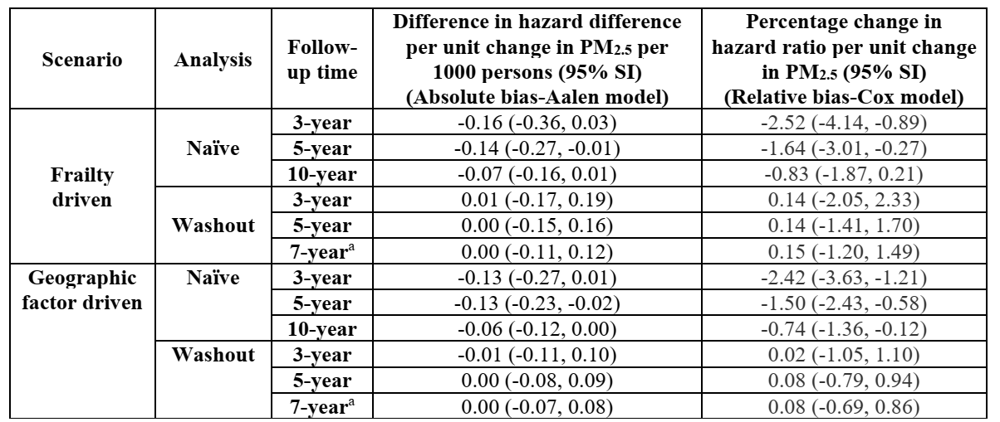 Scenario Analysis Follow-up time Difference in hazard difference per unit change in PM₂.₅ per 1000 persons (95% SI) (Absolute bias-Aalen model) Percentage change in hazard ratio per unit change in PM₂.₅ (95% SI) (Relative bias-Cox model)
Frailty driven Naïve 3-year -0.16 (-0.36, 0.03) -2.52 (-4.14, -0.89)
5-year -0.14 (-0.27, -0.01) -1.64 (-3.01, -0.27)
10-year -0.07 (-0.16, 0.01) -0.83 (-1.87, 0.21)
Washout 3-year 0.01 (-0.17, 0.19) 0.14 (-2.05, 2.33)
5-year 0.00 (-0.15, 0.16) 0.14 (-1.41, 1.70)
7-yearᵃ 0.00 (-0.11, 0.12) 0.15 (-1.20, 1.49)
Geographic factor driven Naïve 3-year -0.13 (-0.27, 0.01) -2.42 (-3.63, -1.21)
5-year -0.13 (-0.23, -0.02) -1.50 (-2.43, -0.58)
10-year -0.06 (-0.12, 0.00) -0.74 (-1.36, -0.12)
Washout 3-year -0.01 (-0.11, 0.10) 0.02 (-1.05, 1.10)
5-year 0.00 (-0.08, 0.09) 0.08 (-0.79, 0.94)
7-yearᵃ 0.00 (-0.07, 0.08) 0.08 (-0.69, 0.86)